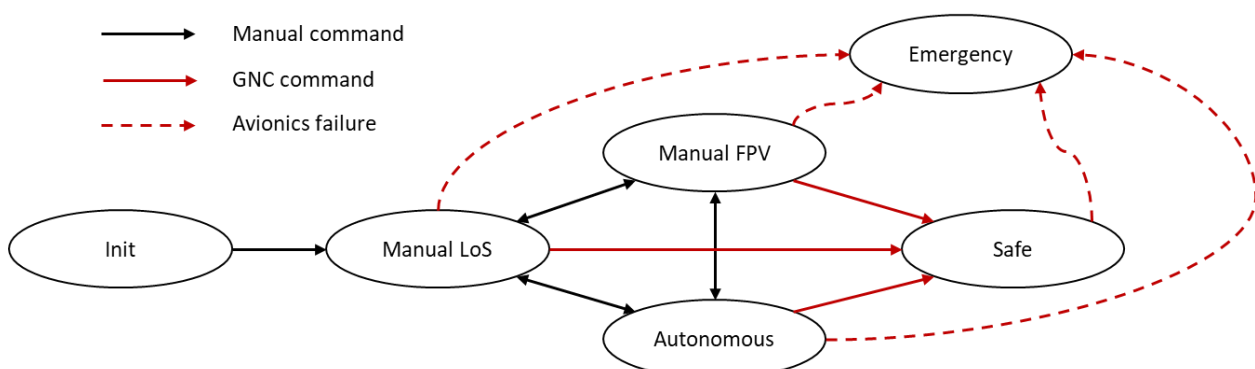 Manual command
GNC command
Avionics failure
Emergency
Manual FPV
Init
Manual LoS
Safe
Autonomous